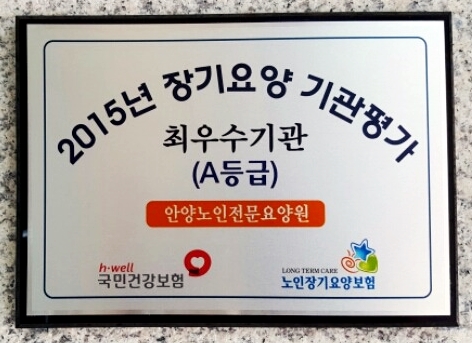 2015년 장기요양 기관평가
최우수기관
(A등급)
안양노인전문요양원
h·well
국민건강보험
LONG TERM CARE
노인장기요양보험